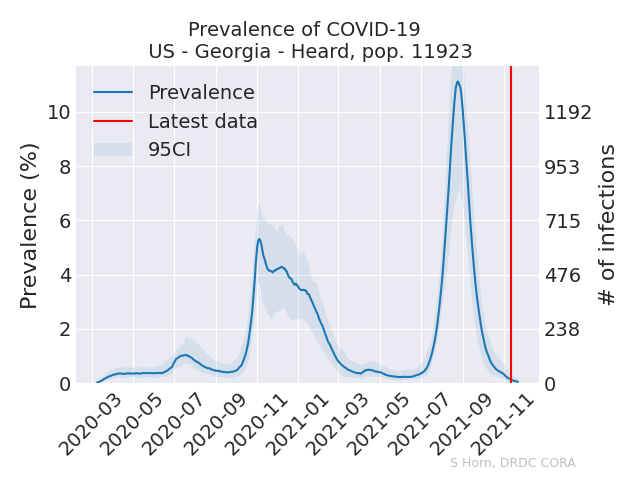 Prevalence of COVID-19
US - Georgia - Heard, pop. 11923
Prevalence
Latest data
95CI
Prevalence (%)
10
8
6
4
2
0
1192
953
715
476
238
0
# of infections
2020-03
2020-05
2020-07
2020-09
2020-11
2021-01
2021-03
2021-05
2021-07
2021-09
2021-11
S Horn, DRDC CORA